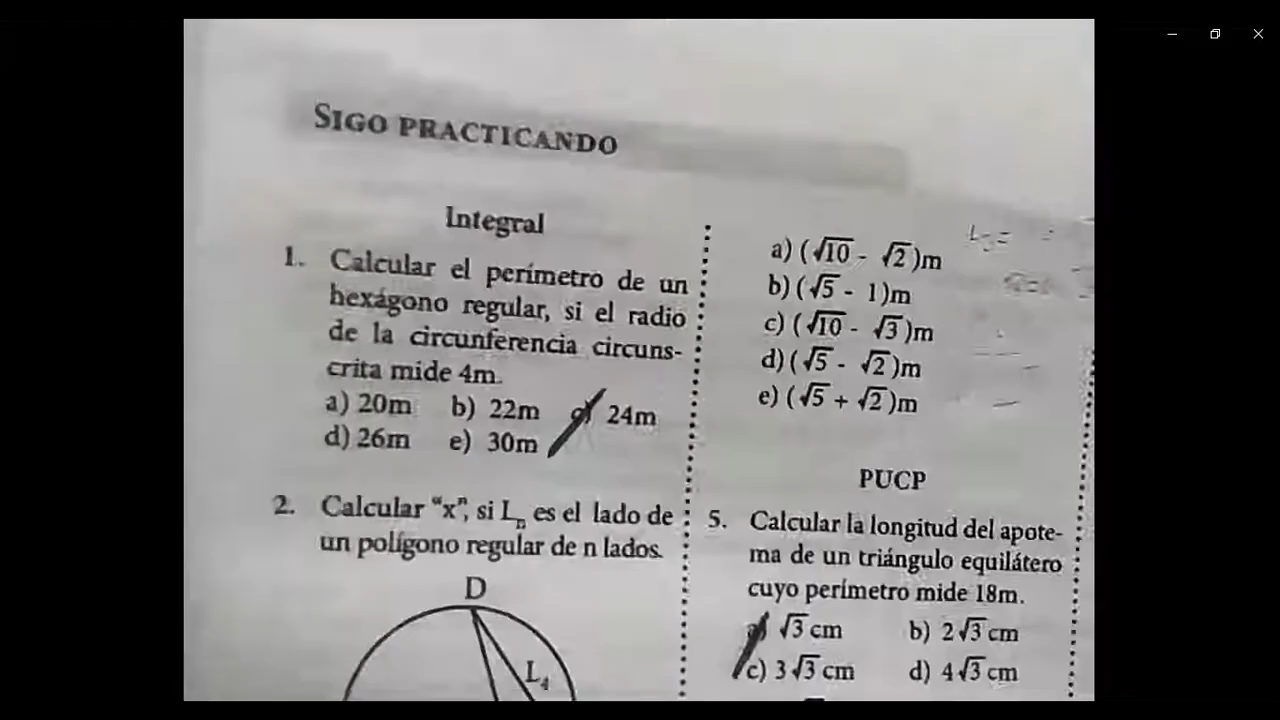 SIGO PRACTICANDO
Integral
1. Calcular el perímetro de un
hexágono regular, si el radio
de la circunferencia circuns-
crita mide 4m.
a) 20m b) 22m c) 24m
d) 26m e) 30m
2. Calcular "x", si Lₙ es el lado de
un polígono regular de n lados.
D
L₄
a) (√10 - √2)m
b) (√5 - 1)m
c) (√10 - √3)m
d) (√5 - √2)m
e) (√5 + √2)m
PUCP
5. Calcular la longitud del apote-
ma de un triángulo equilátero
cuyo perímetro mide 18m.
a) √3 cm b) 2√3 cm
c) 3√3 cm d) 4√3 cm